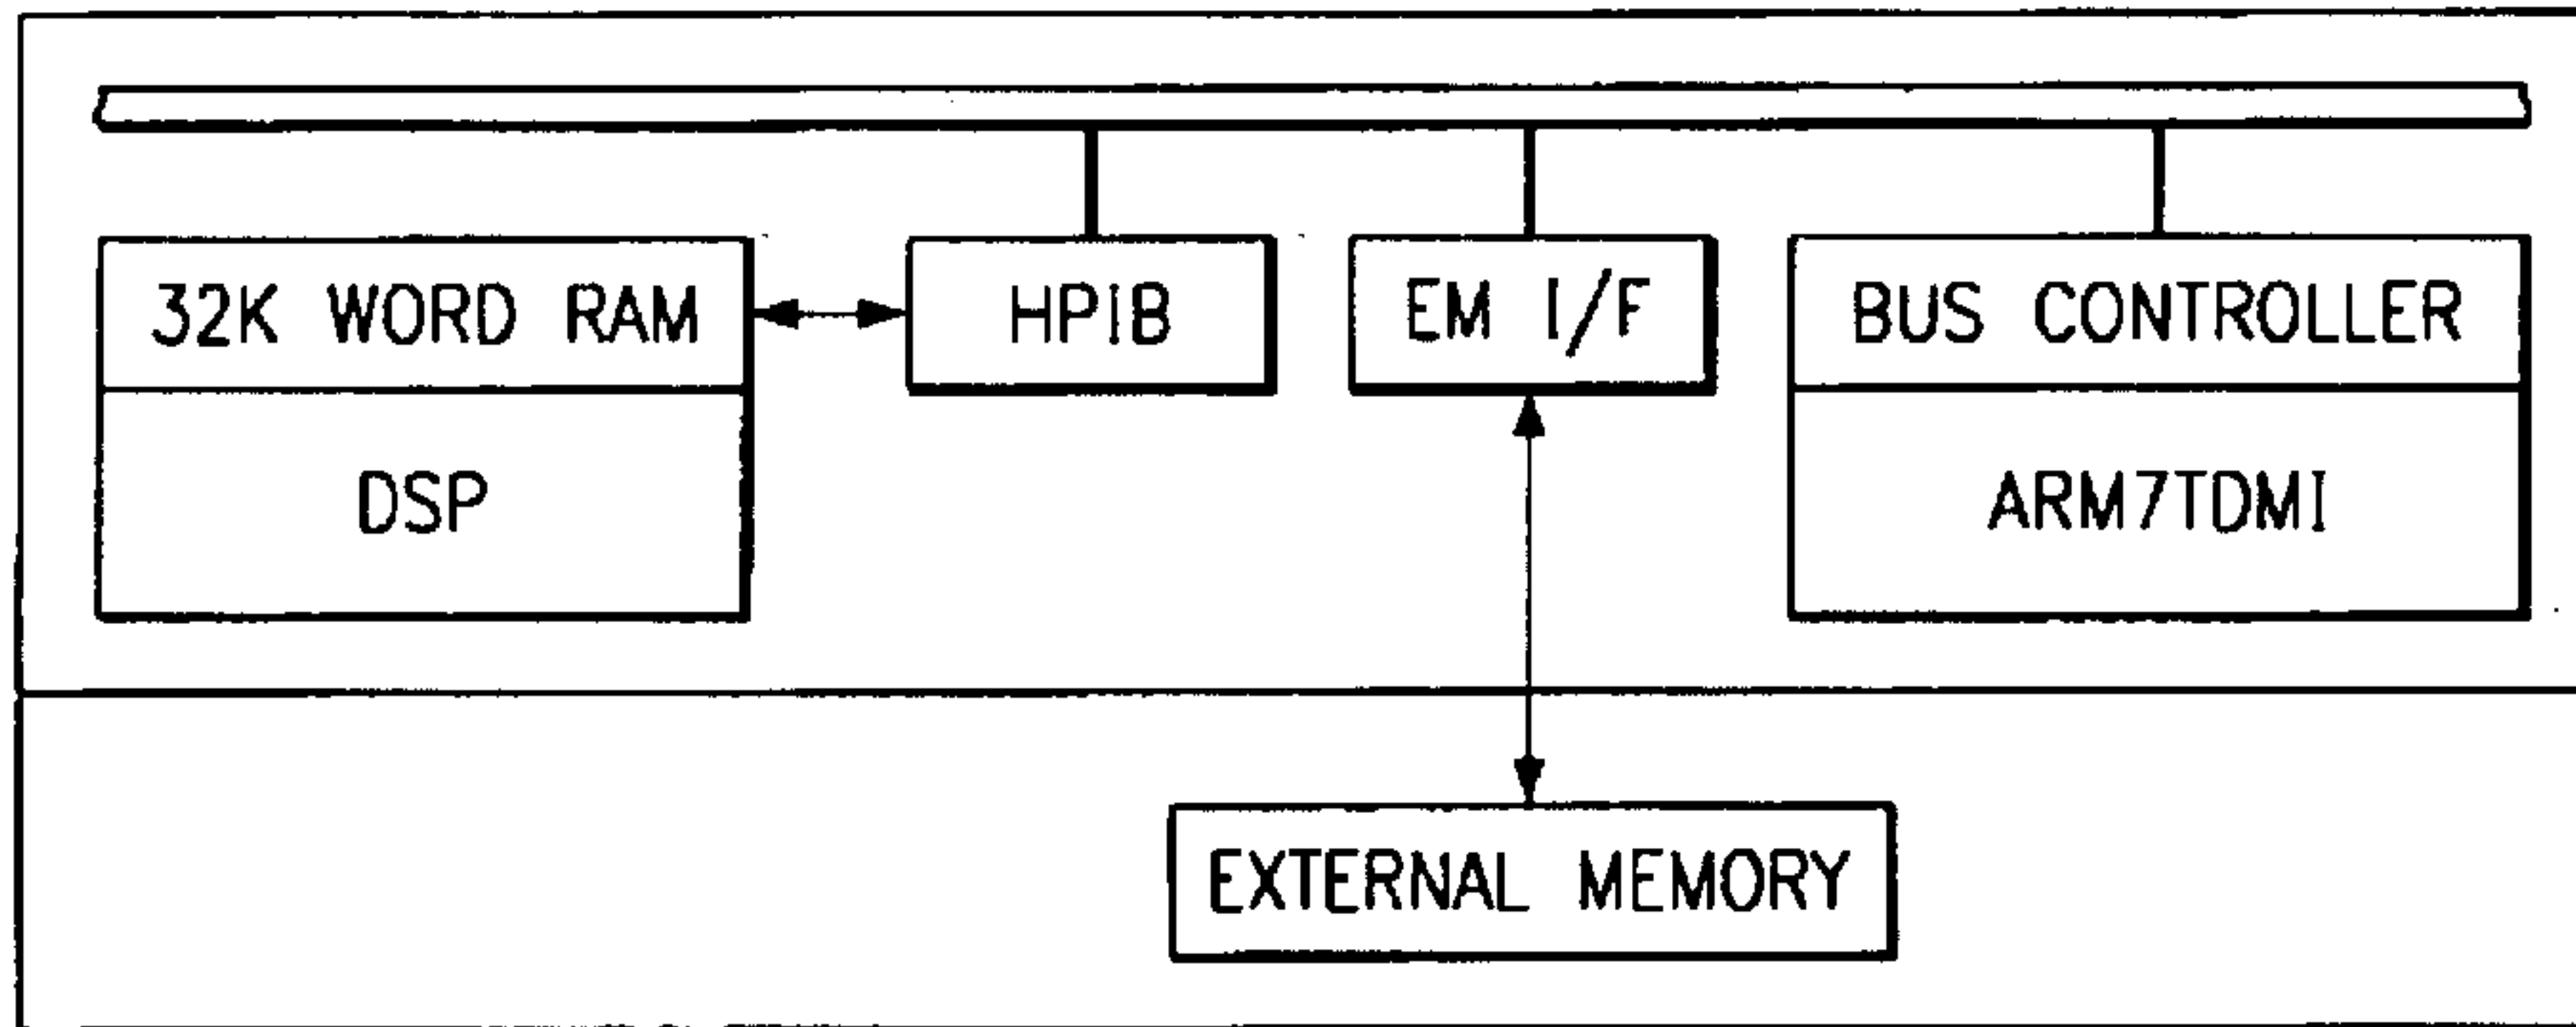 32K WORD RAM
HPIB
EM I/F
BUS CONTROLLER
DSP
ARM7TDMI
EXTERNAL MEMORY